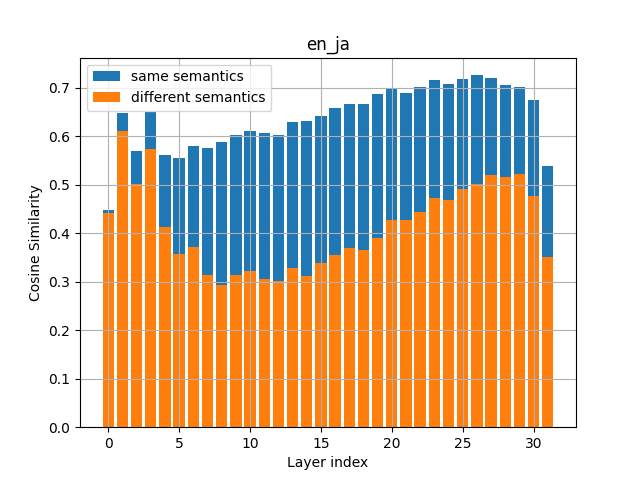 en_ja
same semantics
different semantics
Cosine Similarity
0.7
0.6
0.5
0.4
0.3
0.2
0.1
0.0
0 5 10 15 20 25 30
Layer index